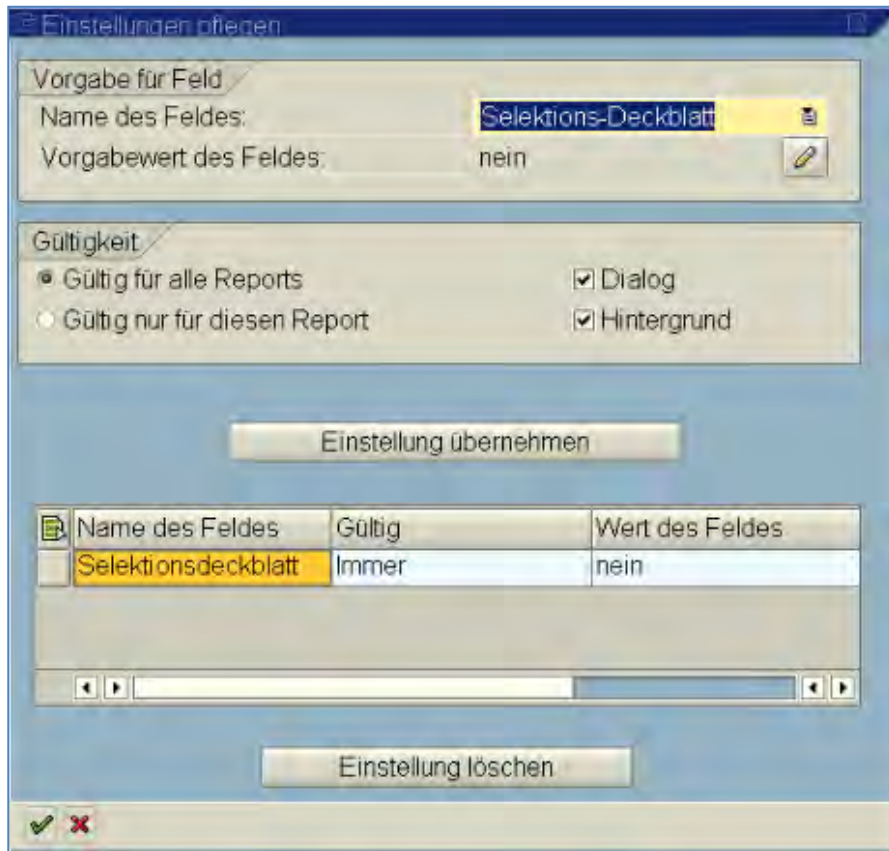 Einstellungen pflegen
Vorgabe für Feld
Name des Feldes: Selektions-Deckblatt
Vorgabewert des Feldes: nein
Gültigkeit
Gültig für alle Reports Dialog
Gültig nur für diesen Report Hintergrund
Einstellung übernehmen
Name des Feldes Gültig Wert des Feldes
Selektionsdeckblatt Immer nein
Einstellung löschen